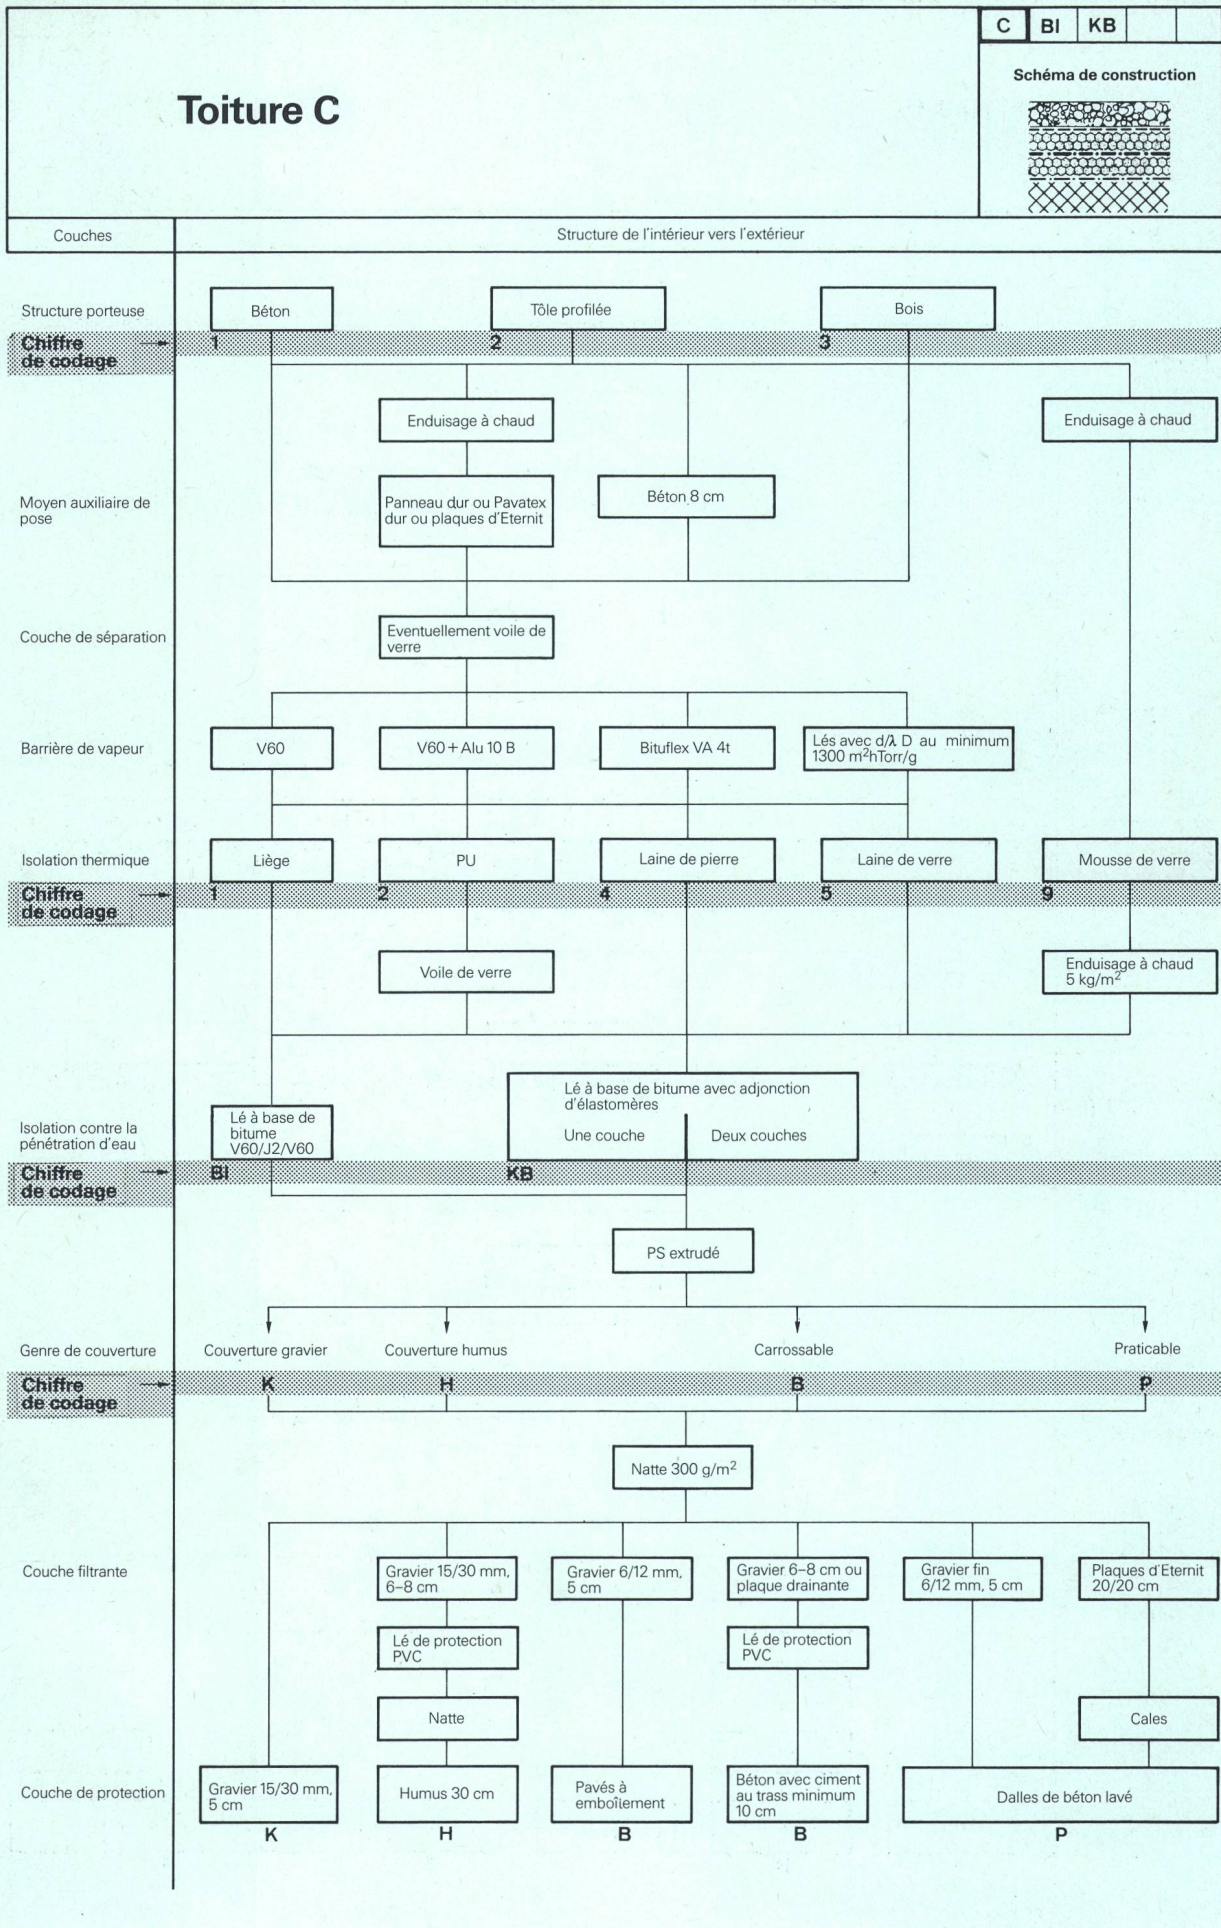 C BI KB
Schéma de construction
Toiture C
Couches
Structure de l'intérieur vers l'extérieur
Structure porteuse
Béton
Tôle profilée
Bois
Chiffre
de codage
1 2 3
Enduisage à chaud
Enduisage à chaud
Moyen auxiliaire de
pose
Panneau dur ou Pavatex
dur ou plaques d'Eternit
Béton 8 cm
Couche de séparation
Eventuellement voile de
verre
Barrière de vapeur
V60
V60 + Alu 10 B
Bituflex VA 4t
Lés avec d/λ D au minimum
1300 m²hTorr/g
Isolation thermique
Liège
PU
Laine de pierre
Laine de verre
Mousse de verre
Chiffre
de codage
1 2 4 5 9
Voile de verre
Enduisage à chaud
5 kg/m²
Isolation contre la
pénétration d'eau
Lé à base de
bitume
V60/J2/V60
Lé à base de bitume avec adjonction
d'élastomères
Une couche
Deux couches
Chiffre
de codage
BI KB
PS extrudé
Genre de couverture
Couverture gravier
Couverture humus
Carrossable
Praticable
Chiffre
de codage
K H B P
Natte 300 g/m²
Couche filtrante
Gravier 15/30 mm,
6–8 cm
Gravier 6/12 mm,
5 cm
Gravier 6–8 cm ou
plaque drainante
Gravier fin
6/12 mm, 5 cm
Plaques d'Eternit
20/20 cm
Lé de protection
PVC
Lé de protection
PVC
Natte
Cales
Couche de protection
Gravier 15/30 mm,
5 cm
Humus 30 cm
Pavés à
emboîtement
Béton avec ciment
au trass minimum
10 cm
Dalles de béton lavé
K H B B P